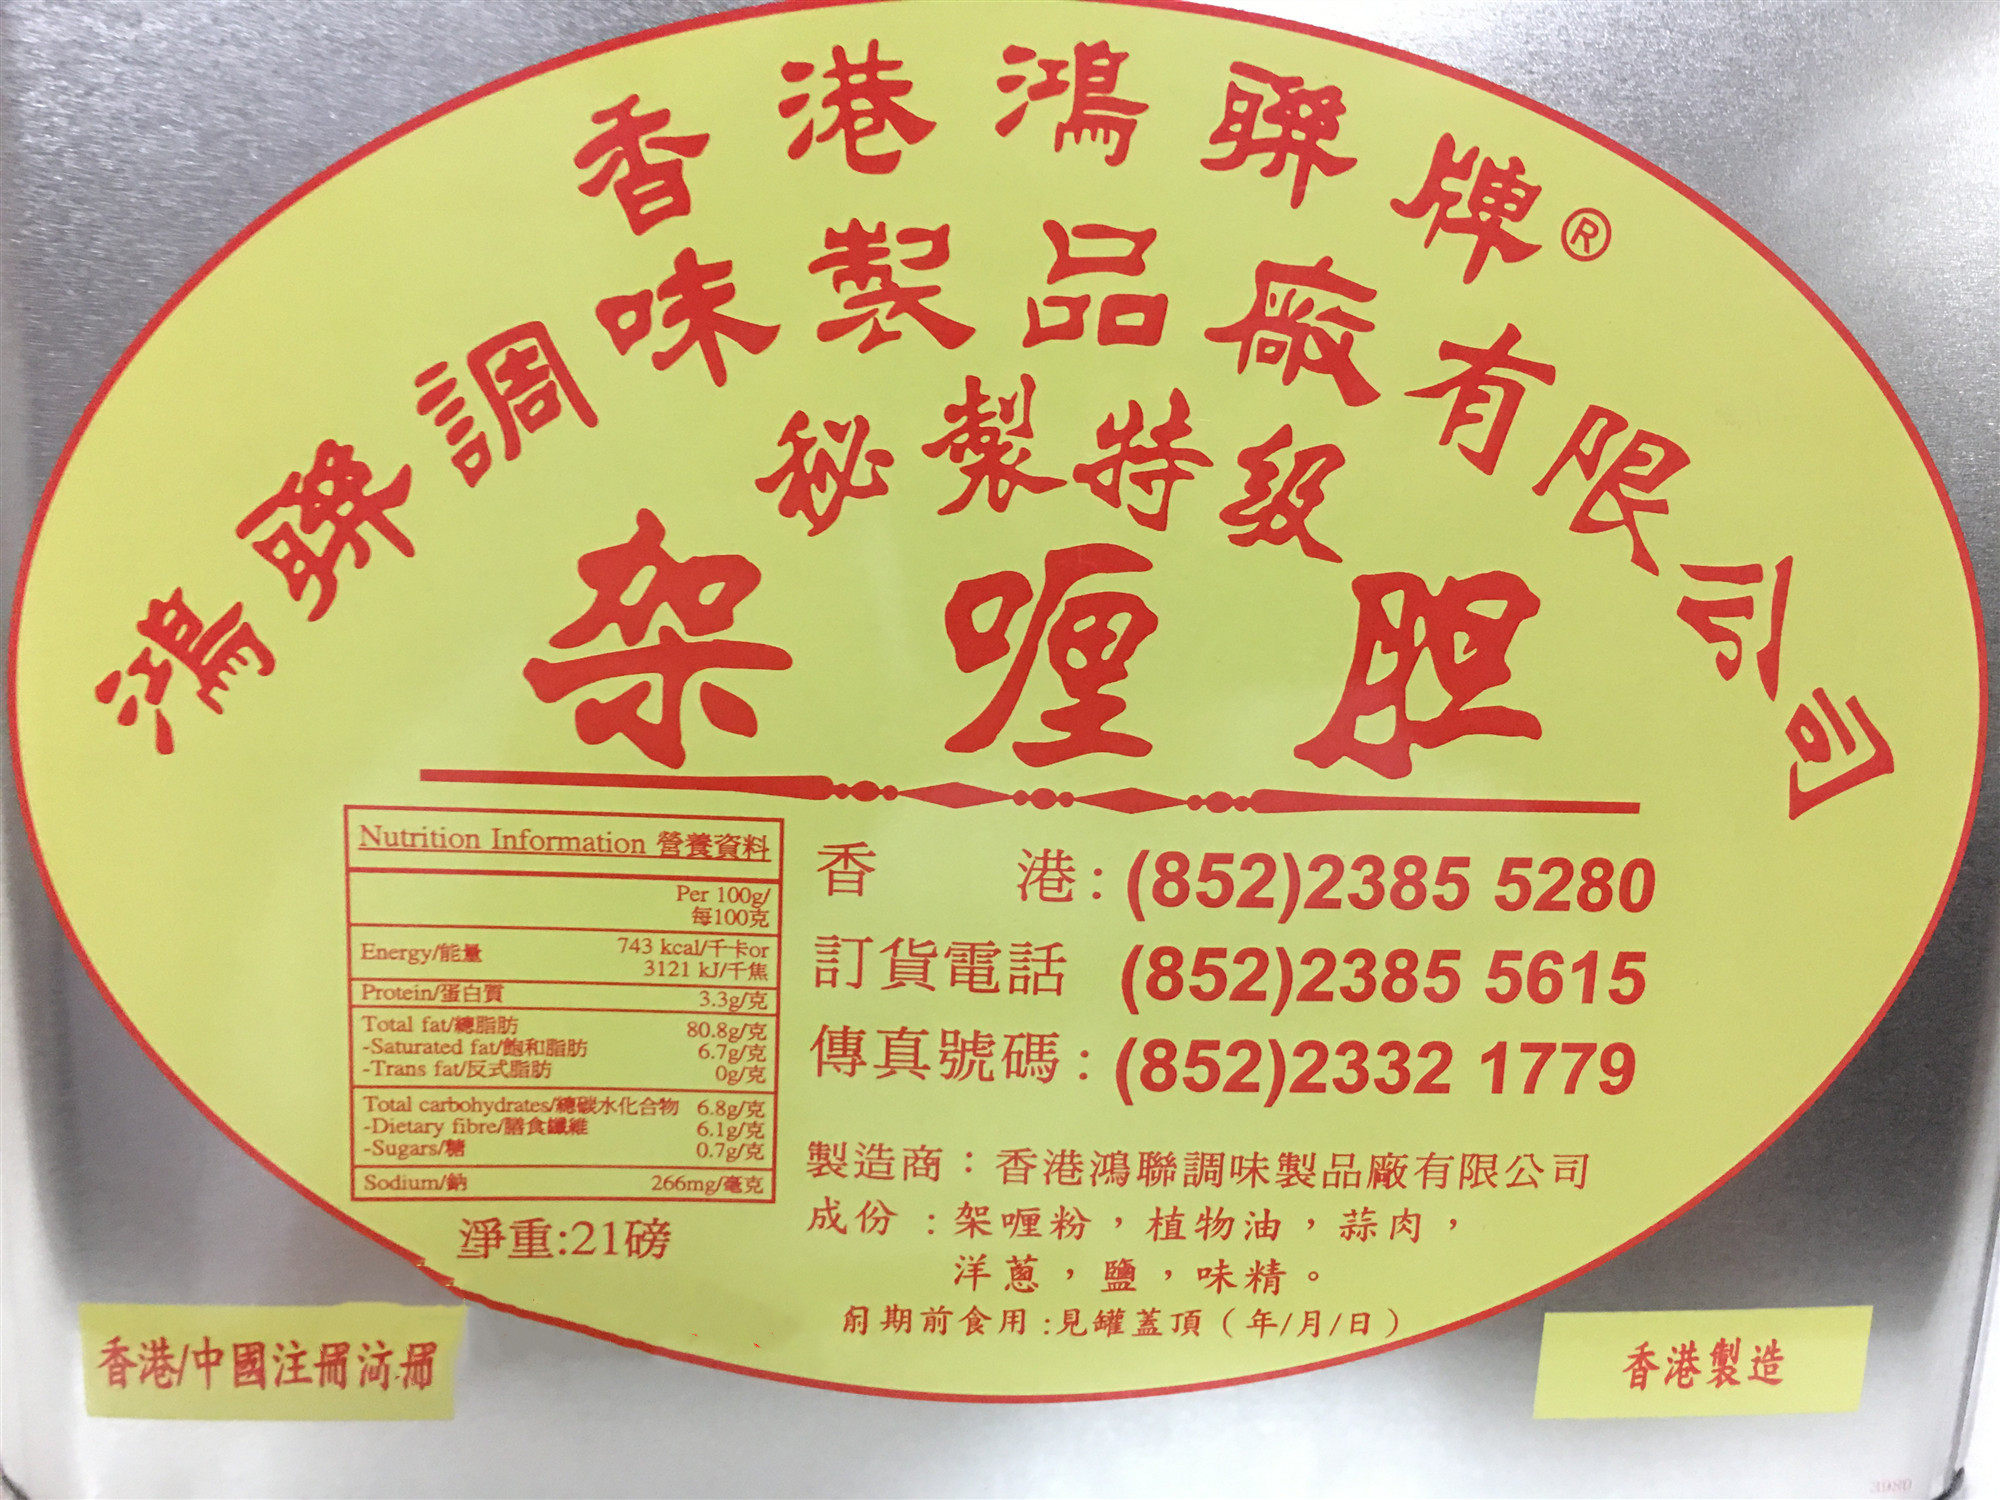 香港鴻聯牌®
鴻聯調味製品廠有限公司
秘製特級
架喱胆
Nutrition Information 營養資料
Per 100g/
每100克
Energy/能量 743 kcal/千卡or
3121 kJ/千焦
Protein/蛋白質 3.3g/克
Total fat/總脂肪 80.8g/克
-Saturated fat/飽和脂肪 6.7g/克
-Trans fat/反式脂肪 0g/克
Total carbohydrates/總碳水化合物 6.8g/克
-Dietary fibre/膳食纖維 6.1g/克
-Sugars/糖 0.7g/克
Sodium/鈉 266mg/毫克
淨重:21磅
香港:(852)2385 5280
訂貨電話 (852)2385 5615
傳真號碼:(852)2332 1779
製造商：香港鴻聯調味製品廠有限公司
成份：架喱粉，植物油，蒜肉，
洋蔥，鹽，味精。
期前食用:見罐蓋頂（年/月/日）
香港/中國注冊
香港製造